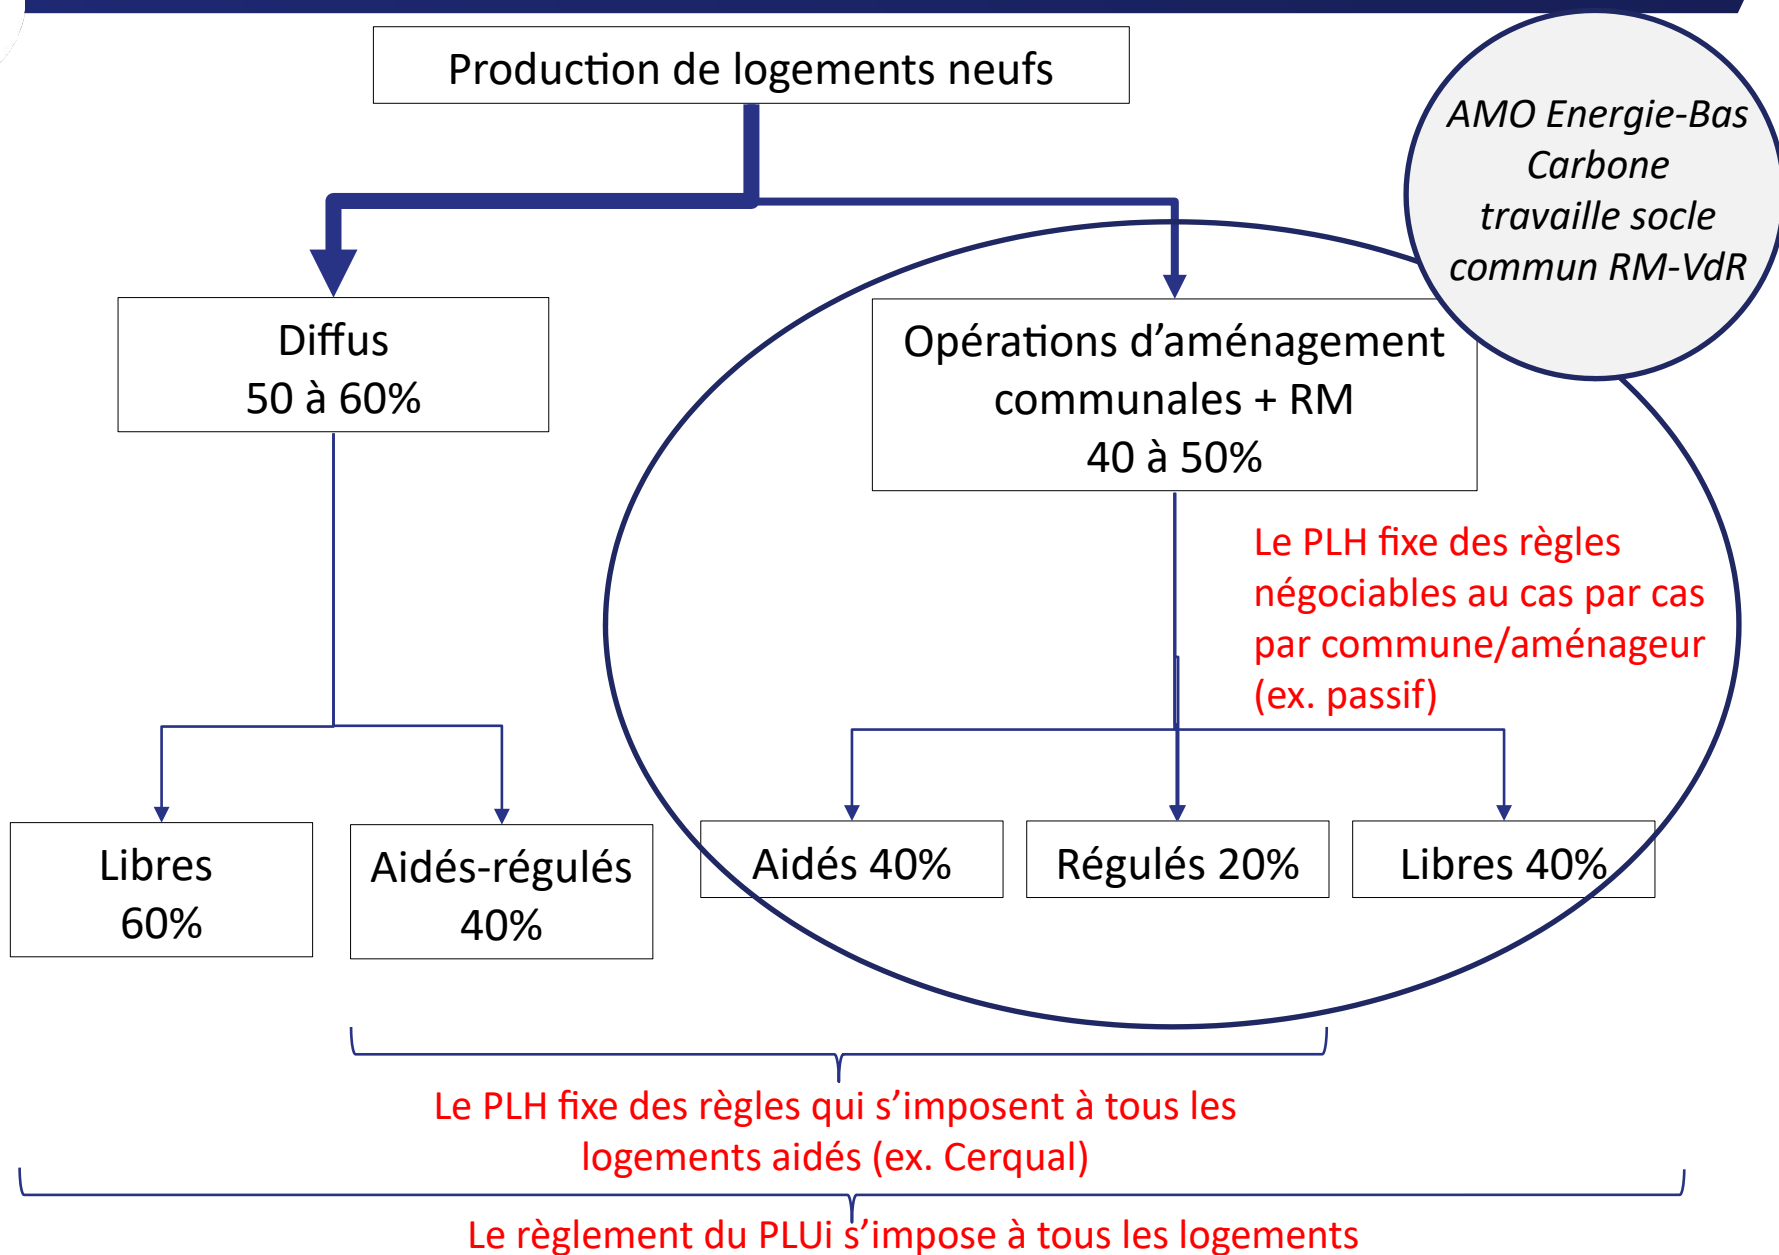 Production de logements neufs
AMO Energie-Bas
Carbone
travaille socle
commun RM-VdR
Diffus
50 à 60%
Opérations d’aménagement
communales + RM
40 à 50%
Le PLH fixe des règles
négociables au cas par cas
par commune/aménageur
(ex. passif)
Libres
60%
Aidés-régulés
40%
Aidés 40%
Régulés 20%
Libres 40%
Le PLH fixe des règles qui s’imposent à tous les
logements aidés (ex. Cerqual)
Le règlement du PLUi s’impose à tous les logements